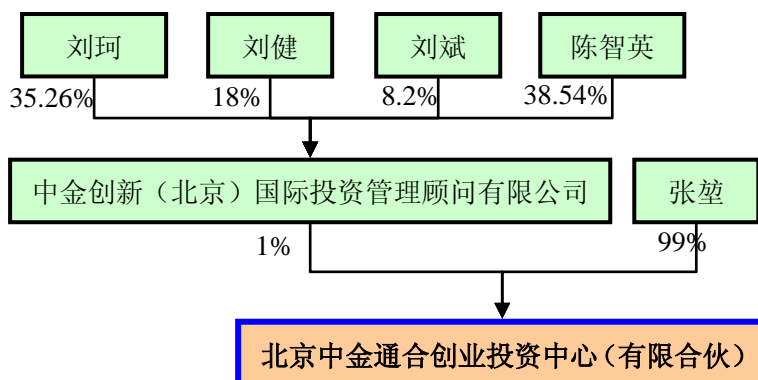 刘珂 刘健 刘斌 陈智英
35.26% 18% 8.2% 38.54%
中金创新（北京）国际投资管理顾问有限公司 张堃
1% 99%
北京中金通合创业投资中心（有限合伙）